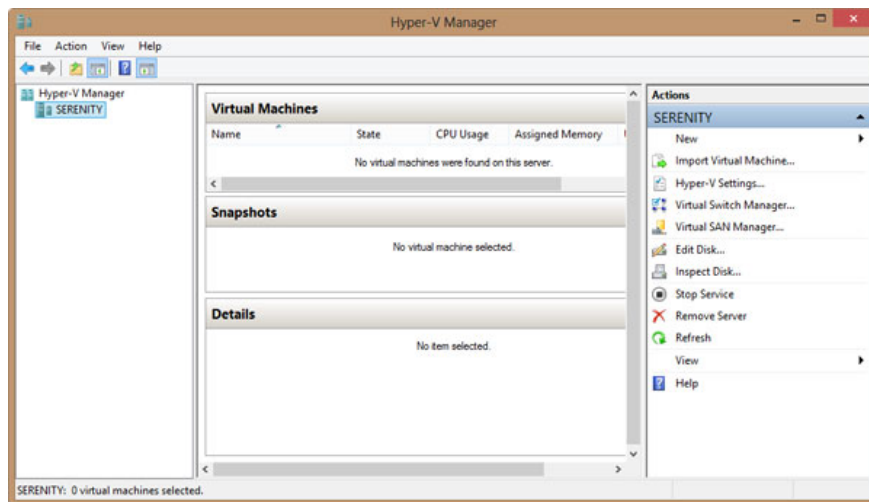 Hyper-V Manager
File Action View Help
Hyper-V Manager
SERENITY
Virtual Machines
Name State CPU Usage Assigned Memory
No virtual machines were found on this server.
Snapshots
No virtual machine selected.
Details
No item selected.
Actions
SERENITY
New
Import Virtual Machine...
Hyper-V Settings...
Virtual Switch Manager...
Virtual SAN Manager...
Edit Disk...
Inspect Disk...
Stop Service
Remove Server
Refresh
View
Help
SERENITY: 0 virtual machines selected.